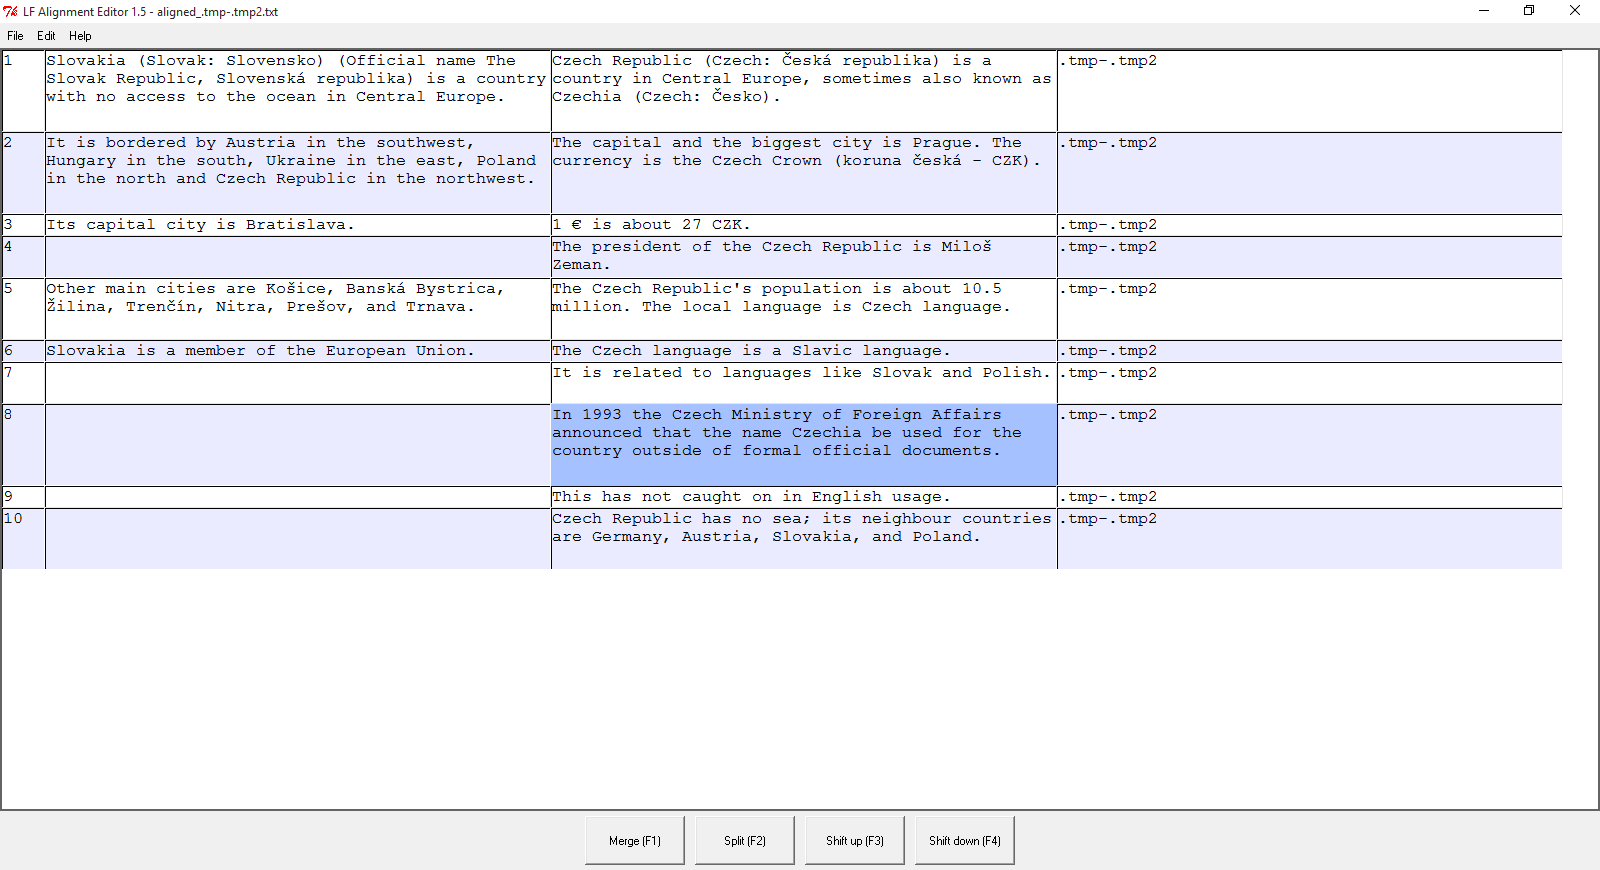 LF Alignment Editor 1.5 - aligned_.tmp-.tmp2.txt
File Edit Help
1
Slovakia (Slovak: Slovensko) (Official name The
Slovak Republic, Slovenská republika) is a country
with no access to the ocean in Central Europe.
Czech Republic (Czech: Česká republika) is a
country in Central Europe, sometimes also known as
Czechia (Czech: Česko).
.tmp-.tmp2
2
It is bordered by Austria in the southwest,
Hungary in the south, Ukraine in the east, Poland
in the north and Czech Republic in the northwest.
The capital and the biggest city is Prague. The
currency is the Czech Crown (koruna česká - CZK).
.tmp-.tmp2
3
Its capital city is Bratislava.
1 € is about 27 CZK.
.tmp-.tmp2
4
The president of the Czech Republic is Miloš
Zeman.
.tmp-.tmp2
5
Other main cities are Košice, Banská Bystrica,
Žilina, Trenčín, Nitra, Prešov, and Trnava.
The Czech Republic's population is about 10.5
million. The local language is Czech language.
.tmp-.tmp2
6
Slovakia is a member of the European Union.
The Czech language is a Slavic language.
.tmp-.tmp2
7
It is related to languages like Slovak and Polish.
.tmp-.tmp2
8
In 1993 the Czech Ministry of Foreign Affairs
announced that the name Czechia be used for the
country outside of formal official documents.
.tmp-.tmp2
9
This has not caught on in English usage.
.tmp-.tmp2
10
Czech Republic has no sea; its neighbour countries
are Germany, Austria, Slovakia, and Poland.
.tmp-.tmp2
Merge (F1) Split (F2) Shift up (F3) Shift down (F4)